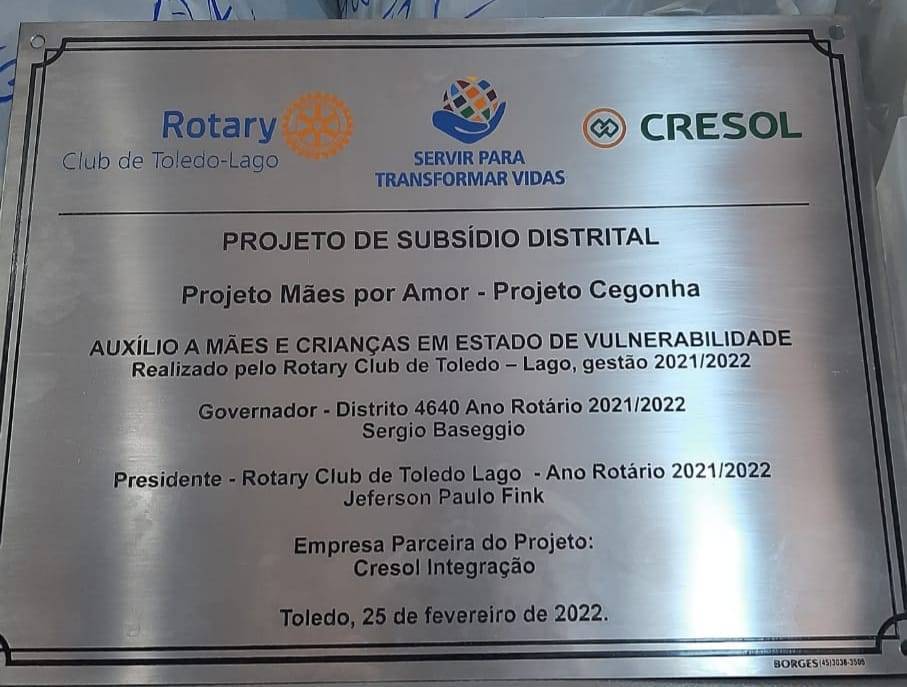 Rotary
Club de Toledo-Lago
SERVIR PARA
TRANSFORMAR VIDAS
CRESOL
PROJETO DE SUBSÍDIO DISTRITAL
Projeto Mães por Amor - Projeto Cegonha
AUXÍLIO A MÃES E CRIANÇAS EM ESTADO DE VULNERABILIDADE
Realizado pelo Rotary Club de Toledo – Lago, gestão 2021/2022
Governador - Distrito 4640 Ano Rotário 2021/2022
Sergio Baseggio
Presidente - Rotary Club de Toledo Lago - Ano Rotário 2021/2022
Jeferson Paulo Fink
Empresa Parceira do Projeto:
Cresol Integração
Toledo, 25 de fevereiro de 2022.
BORGES